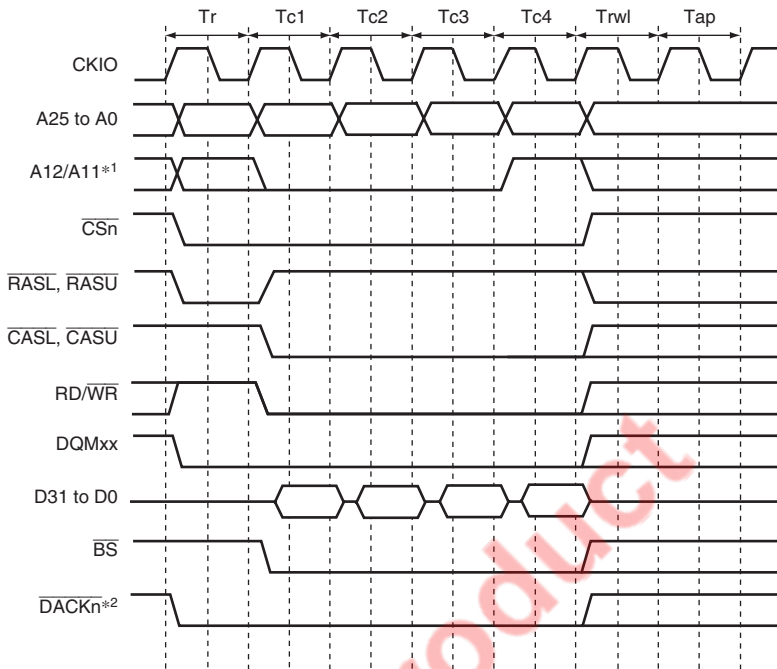 Tr Tc1 Tc2 Tc3 Tc4 Trwl Tap
CKIO
A25 to A0
A12/A11*1
CSn
RASL, RASU
CASL, CASU
RD/WR
DQMxx
D31 to D0
BS
DACKn*2
roduct